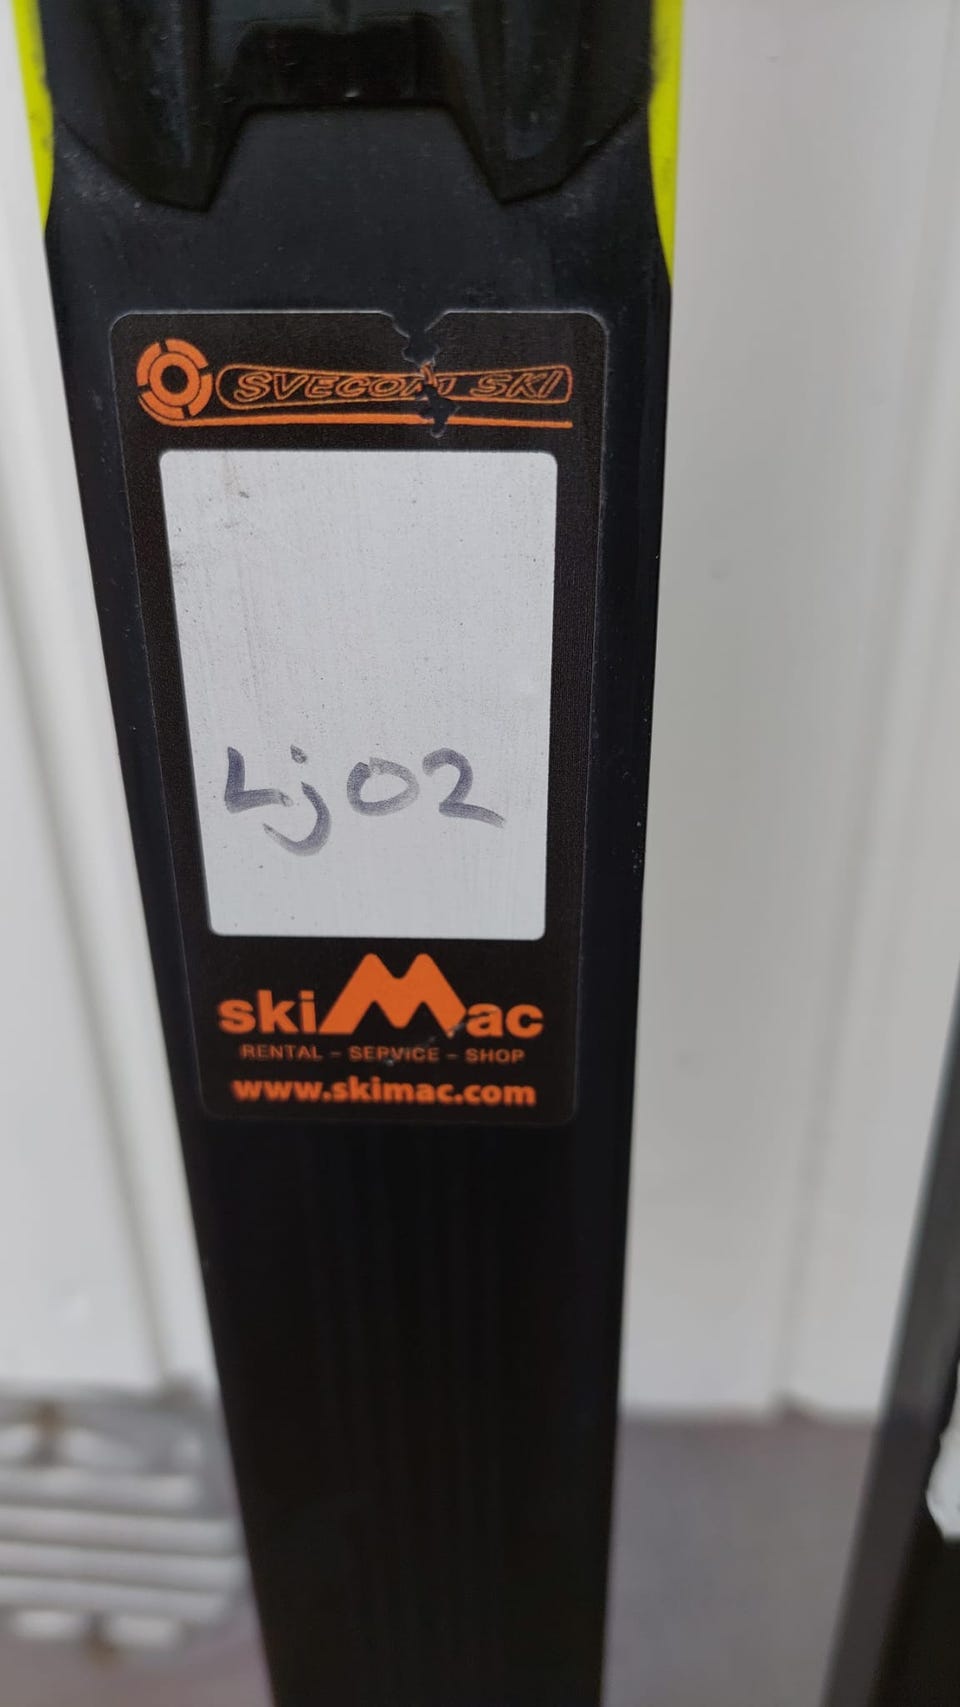 SVECOM SKI
Lj02
skiMac
RENTAL - SERVICE - SHOP
www.skimac.com